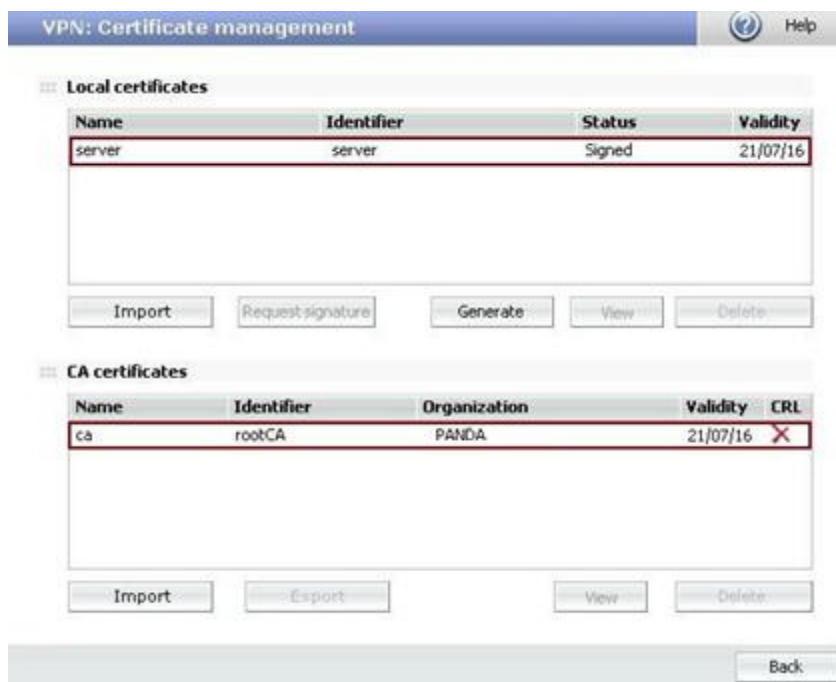 VPN: Certificate management
Help
Local certificates
Name Identifier Status Validity
server server Signed 21/07/16
Import Request signature Generate View Delete
CA certificates
Name Identifier Organization Validity CRL
ca rootCA PANDA 21/07/16
Import Export View Delete
Back